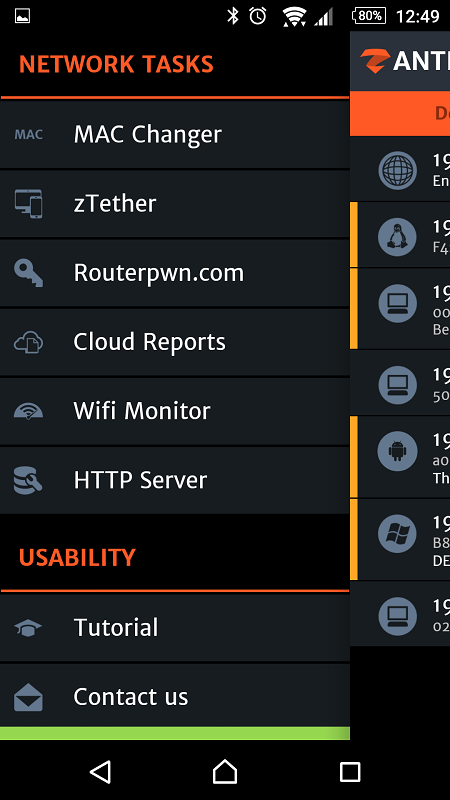 80% 12:49
NETWORK TASKS
MAC MAC Changer
zTether
Routerpwn.com
Cloud Reports
Wifi Monitor
HTTP Server
USABILITY
Tutorial
Contact us
ANT
D
19
En
19
F4
19
00
Be
19
50
19
a0
Th
19
B8
DE
19
02